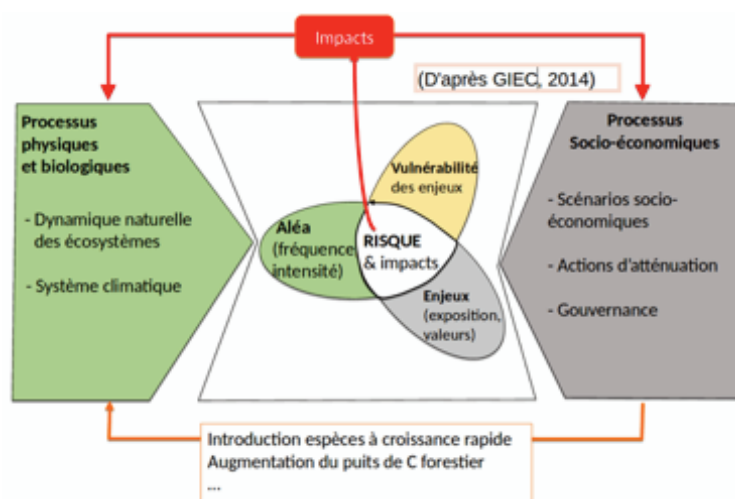 Impacts
(D'après GIEC, 2014)
Processus
physiques
et biologiques
- Dynamique naturelle
des écosystèmes
- Système climatique
Vulnérabilité
des enjeux
Aléa
(fréquence
intensité)
RISQUE
& impacts
Enjeux
(exposition,
valeurs)
Processus
Socio-économiques
- Scénarios socio-
économiques
- Actions d'atténuation
- Gouvernance
Introduction espèces à croissance rapide
Augmentation du puits de C forestier
...